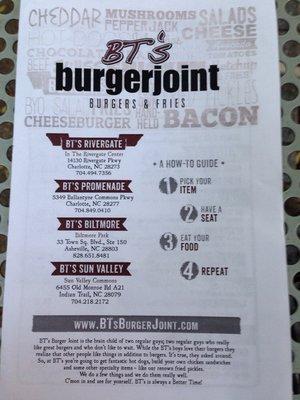 CHEDDAR MUSHROOMS SALADS
PEPPERJACK CHEESE
BT's
burgerjoint
BURGERS & FRIES
CHEESEBURGER HAND HELD BACON
BT'S RIVERGATE
In The Rivergate Center
14130 Rivergate Pkwy
Charlotte, NC 28273
704.494.7356
BT'S PROMENADE
5349 Ballantyne Commons Pkwy
Charlotte, NC 28277
704.849.0410
BT'S BILTMORE
Biltmore Park
33 Town Sq. Blvd., Ste 150
Asheville, NC 28803
828.651.8481
BT'S SUN VALLEY
Sun Valley Commons
6455 Old Monroe Rd A21
Indian Trail, NC 28079
704.218.2172
• A HOW-TO GUIDE •
1 PICK YOUR
ITEM
2 HAVE A
SEAT
3 EAT YOUR
FOOD
4 REPEAT
WWW.BTSBURGERJOINT.COM
BT's Burger Joint is the brain child of two regular guys; two regular guys who really
like great burgers and who don't like to wait. While the BT's boys love their burgers they
realize that other people like things in addition to burgers. It's true, they asked around.
So, at BT's you're going to get fantastic hot dogs, build your own chicken sandwiches
and some other specialty items – like our renown fried pickles.
We do a few things and we do them really well.
C'mon in and see for yourself. BT's is always a Better Time!